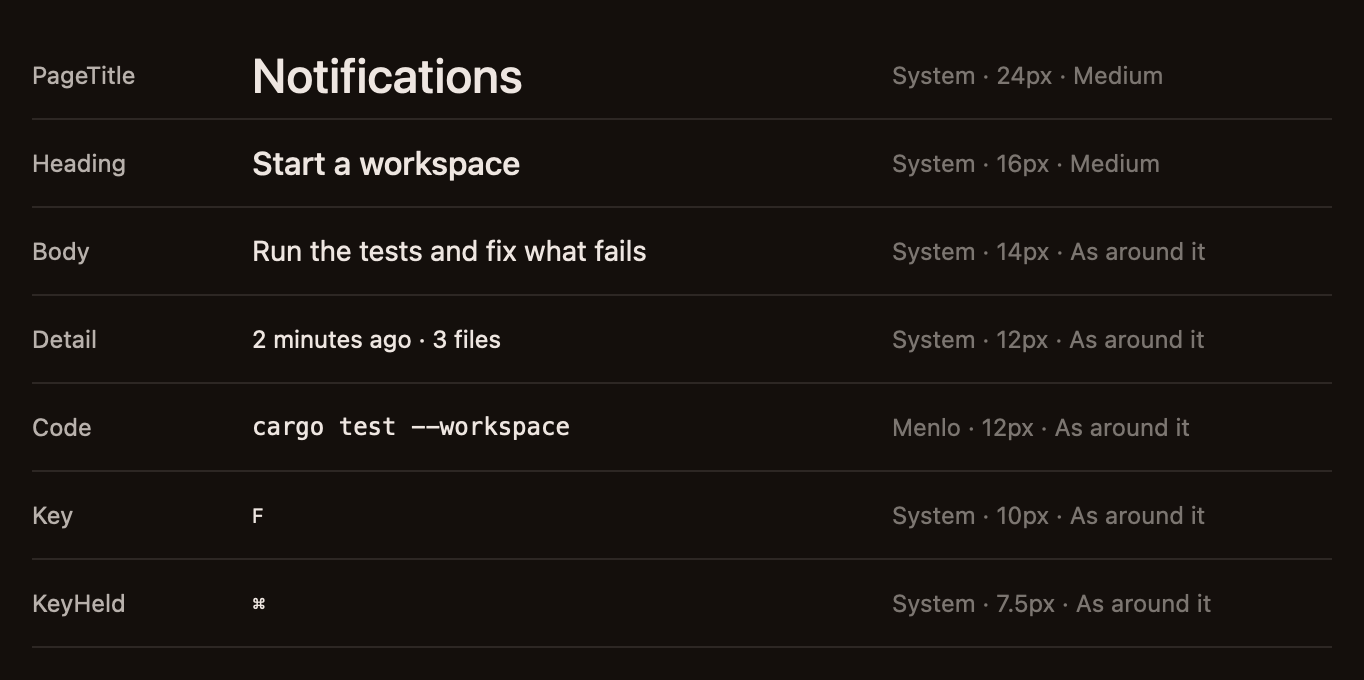 PageTitle Notifications System · 24px · Medium
Heading Start a workspace System · 16px · Medium
Body Run the tests and fix what fails System · 14px · As around it
Detail 2 minutes ago · 3 files System · 12px · As around it
Code cargo test --workspace Menlo · 12px · As around it
Key F System · 10px · As around it
KeyHeld ⌘ System · 7.5px · As around it